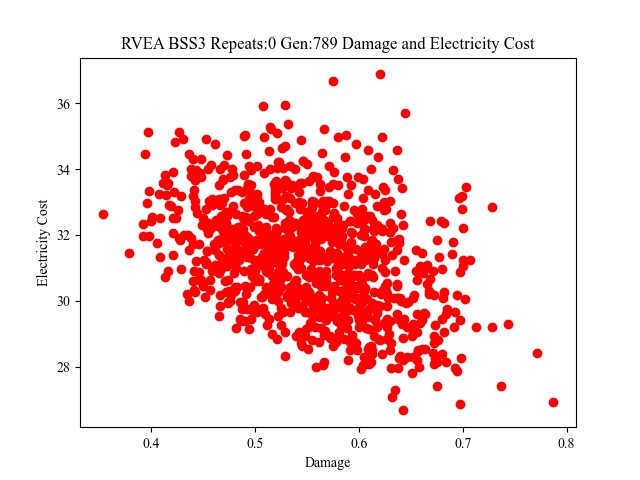 RVEA BSS3 Repeats:0 Gen:789 Damage and Electricity Cost
36
34
32
30
28
Electricity Cost
0.4 0.5 0.6 0.7 0.8
Damage